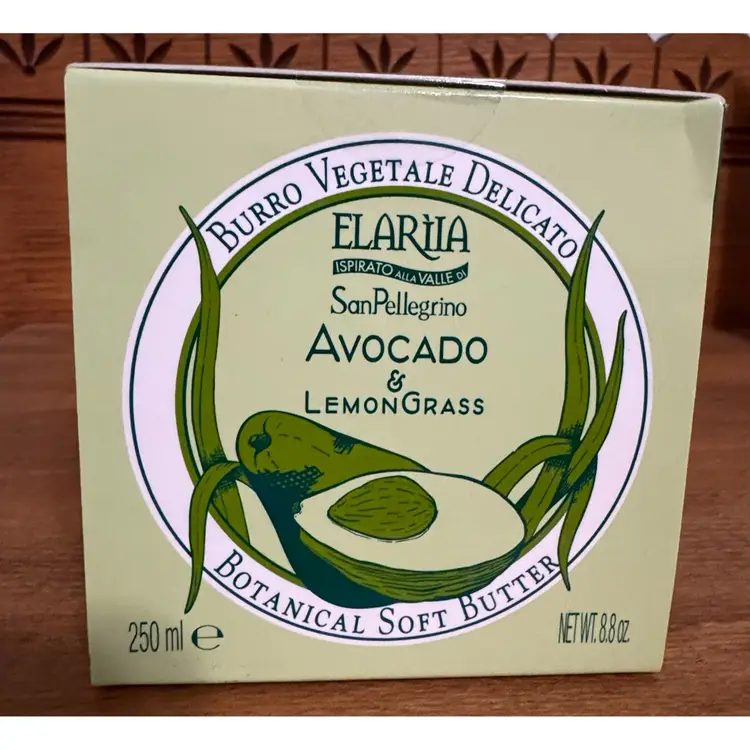 BURRO VEGETALE DELICATO
ELARÌIA
ISPIRATO ALLA VALLE DI
SanPellegrino
AVOCADO
&
LEMONGRASS
BOTANICAL SOFT BUTTER
250 ml ℮
NET WT. 8.8 oz.